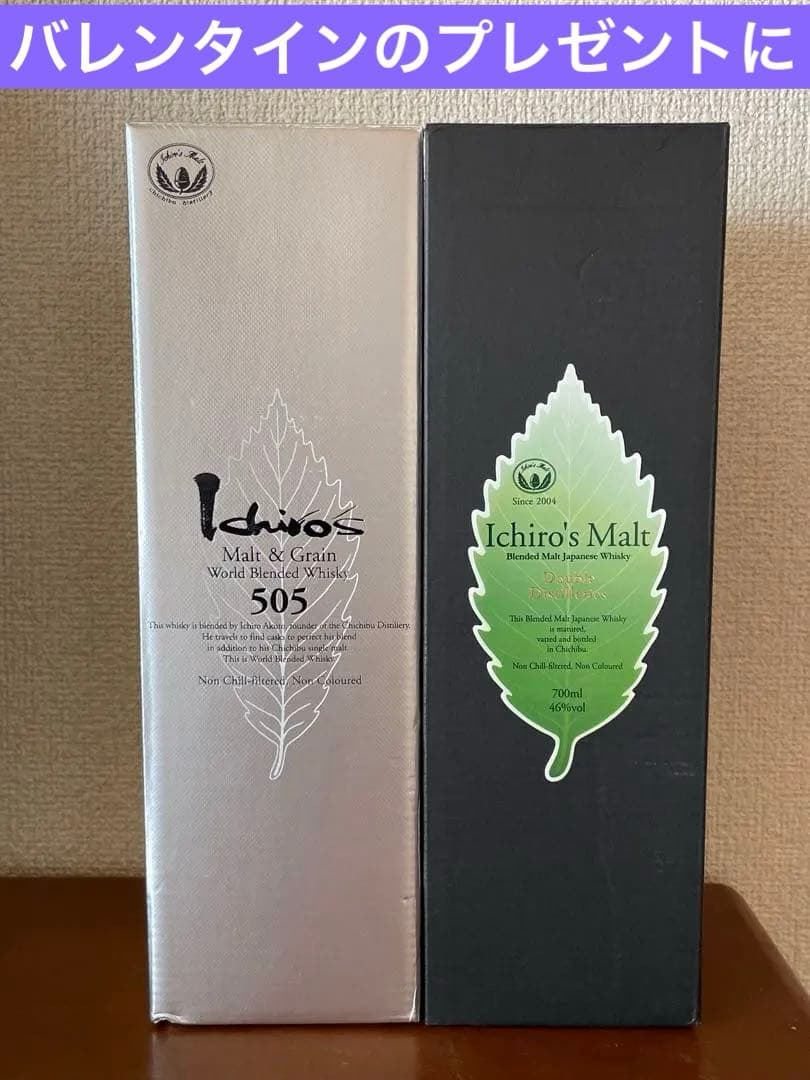 バレンタインのプレゼントに
Ichiro's Malt
Chichibu distillery
Ichiro's
Malt & Grain
World Blended Whisky
505
This whisky is blended by Ichiro Akuto, founder of the Chichibu Distillery.
He travels to find casks to perfect his blend
in addition to his Chichibu single malt.
This is World Blended Whisky.
Non Chill-filtered, Non Coloured
Ichiro's Malt
Since 2004
Ichiro's Malt
Blended Malt Japanese Whisky
Double
Distilleries
This Blended Malt Japanese Whisky
is matured,
vatted and bottled
in Chichibu.
Non Chill-filtered, Non Coloured
700ml
46%vol